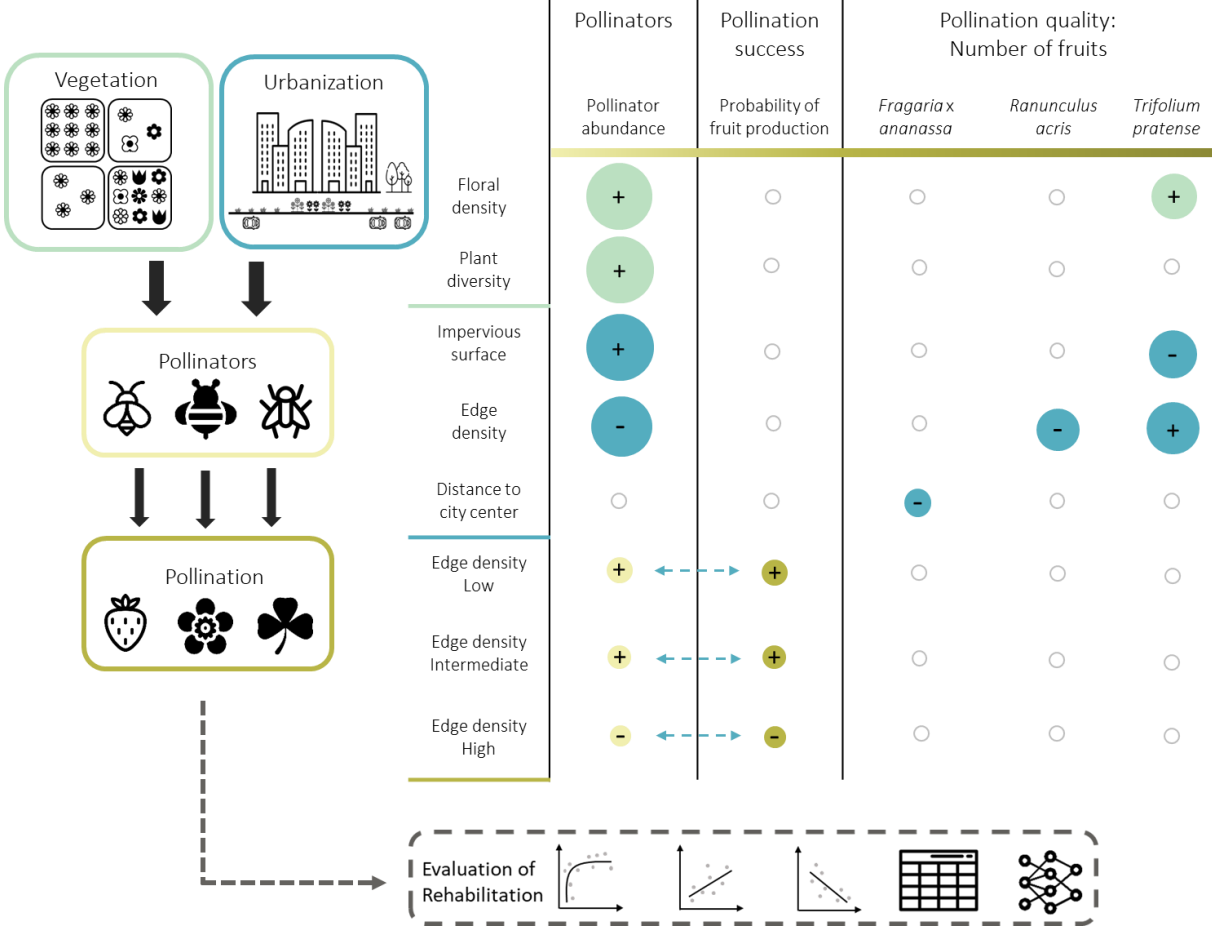 Vegetation
Urbanization
Pollinators
Pollination
Pollinators
Pollination
success
Pollination quality:
Number of fruits
Pollinator
abundance
Probability of
fruit production
Fragaria x
ananassa
Ranunculus
acris
Trifolium
pratense
Floral
density
+
+
Plant
diversity
+
Impervious
surface
+
-
Edge
density
-
-
+
Distance to
city center
-
Edge density
Low
+
+
Edge density
Intermediate
+
+
Edge density
High
-
-
Evaluation of
Rehabilitation